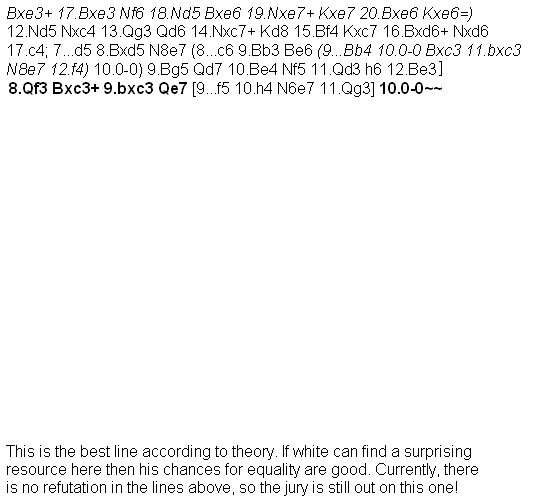 Bxe3+ 17.Bxe3 Nf6 18.Nd5 Bxe6 19.Nxe7+ Kxe7 20.Bxe6 Kxe6=)
12.Nd5 Nxc4 13.Qg3 Qd6 14.Nxc7+ Kd8 15.Bf4 Kxc7 16.Bxd6+ Nxd6
17.c4; 7...d5 8.Bxd5 N8e7 (8...c6 9.Bb3 Be6 (9...Bb4 10.0-0 Bxc3 11.bxc3
N8e7 12.f4) 10.0-0) 9.Bg5 Qd7 10.Be4 Nf5 11.Qd3 h6 12.Be3]
8.Qf3 Bxc3+ 9.bxc3 Qe7 [9...f5 10.h4 N6e7 11.Qg3] 10.0-0~~
This is the best line according to theory. If white can find a surprising
resource here then his chances for equality are good. Currently, there
is no refutation in the lines above, so the jury is still out on this one!